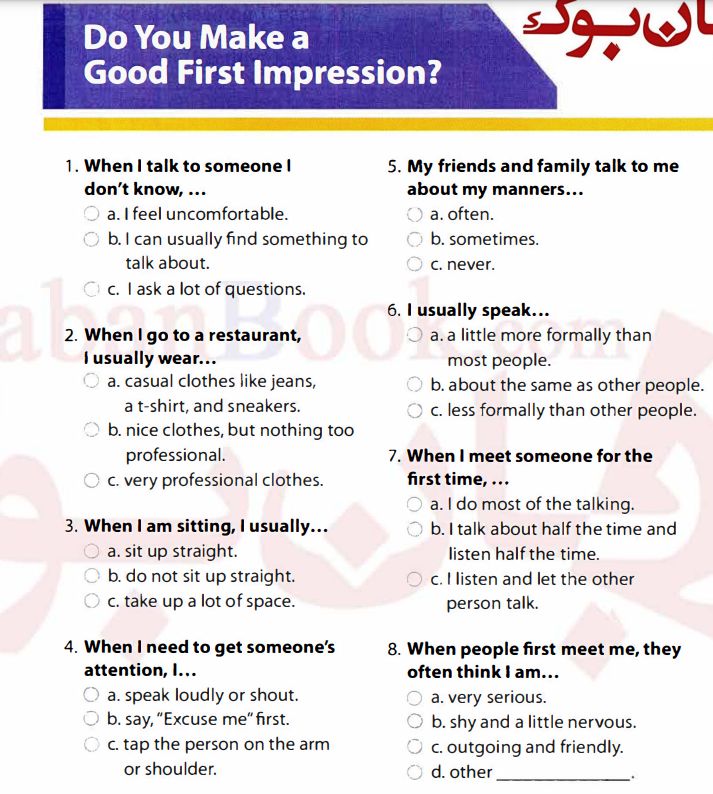 Do You Make a
Good First Impression?
1. When I talk to someone I
don't know, ...
a. I feel uncomfortable.
b. I can usually find something to
talk about.
c. I ask a lot of questions.
2. When I go to a restaurant,
I usually wear...
a. casual clothes like jeans,
a t-shirt, and sneakers.
b. nice clothes, but nothing too
professional.
c. very professional clothes.
3. When I am sitting, I usually...
a. sit up straight.
b. do not sit up straight.
c. take up a lot of space.
4. When I need to get someone's
attention, I...
a. speak loudly or shout.
b. say, "Excuse me" first.
c. tap the person on the arm
or shoulder.
5. My friends and family talk to me
about my manners...
a. often.
b. sometimes.
c. never.
6. I usually speak...
a. a little more formally than
most people.
b. about the same as other people.
c. less formally than other people.
7. When I meet someone for the
first time, ...
a. I do most of the talking.
b. I talk about half the time and
listen half the time.
c. I listen and let the other
person talk.
8. When people first meet me, they
often think I am...
a. very serious.
b. shy and a little nervous.
c. outgoing and friendly.
d. other ______________.
abanBook.com